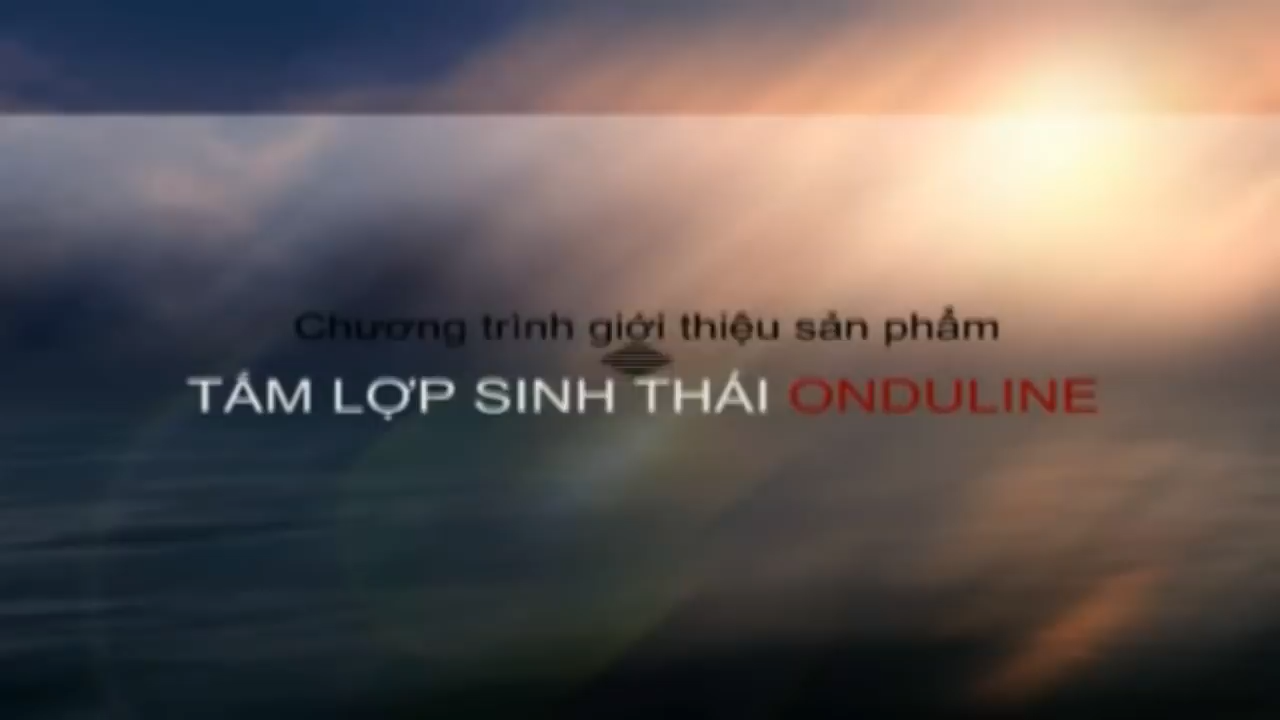 Chương trình giới thiệu sản phẩm
TẤM LỢP SINH THÁI ONDULINE